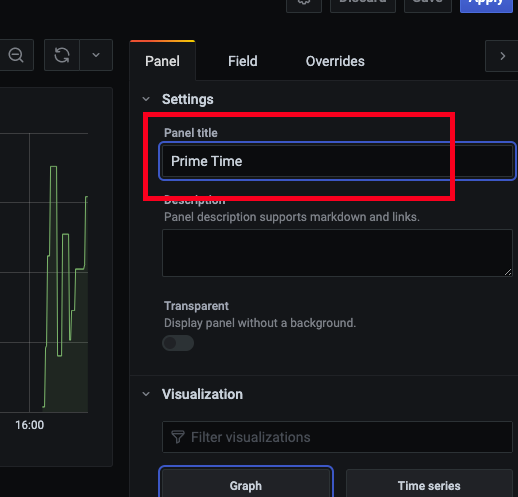 Discard
Save
Apply
Panel
Field
Overrides
Settings
Panel title
Prime Time
Description
Panel description supports markdown and links.
Transparent
Display panel without a background.
16:00
Visualization
Filter visualizations
Graph
Time series